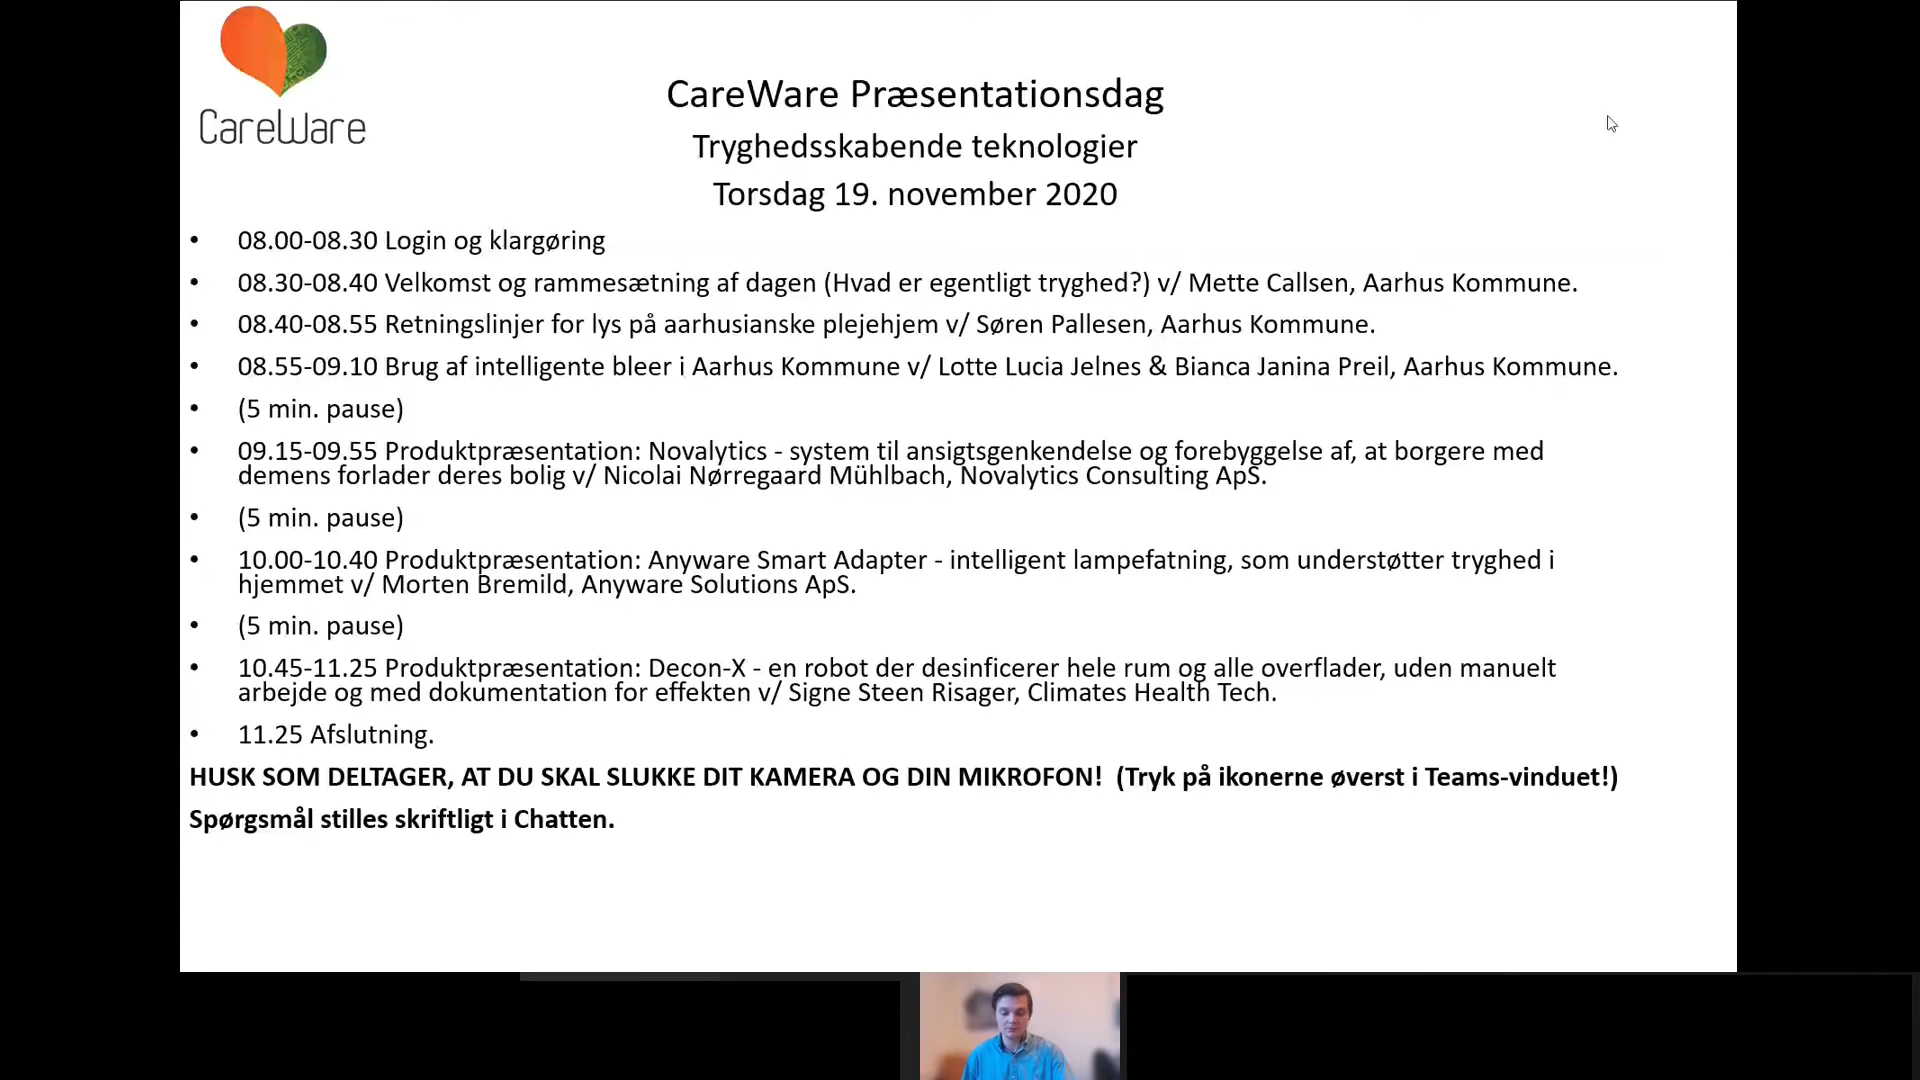 CareWare
CareWare Præsentationsdag
Tryghedsskabende teknologier
Torsdag 19. november 2020
• 08.00-08.30 Login og klargøring
• 08.30-08.40 Velkomst og rammesætning af dagen (Hvad er egentligt tryghed?) v/ Mette Callsen, Aarhus Kommune.
• 08.40-08.55 Retningslinjer for lys på aarhusianske plejehjem v/ Søren Pallesen, Aarhus Kommune.
• 08.55-09.10 Brug af intelligente bleer i Aarhus Kommune v/ Lotte Lucia Jelnes & Bianca Janina Preil, Aarhus Kommune.
• (5 min. pause)
• 09.15-09.55 Produktpræsentation: Novalytics - system til ansigtsgenkendelse og forebyggelse af, at borgere med
demens forlader deres bolig v/ Nicolai Nørregaard Mühlbach, Novalytics Consulting ApS.
• (5 min. pause)
• 10.00-10.40 Produktpræsentation: Anyware Smart Adapter - intelligent lampefatning, som understøtter tryghed i
hjemmet v/ Morten Bremild, Anyware Solutions ApS.
• (5 min. pause)
• 10.45-11.25 Produktpræsentation: Decon-X - en robot der desinficerer hele rum og alle overflader, uden manuelt
arbejde og med dokumentation for effekten v/ Signe Steen Risager, Climates Health Tech.
• 11.25 Afslutning.
HUSK SOM DELTAGER, AT DU SKAL SLUKKE DIT KAMERA OG DIN MIKROFON! (Tryk på ikonerne øverst i Teams-vinduet!)
Spørgsmål stilles skriftligt i Chatten.